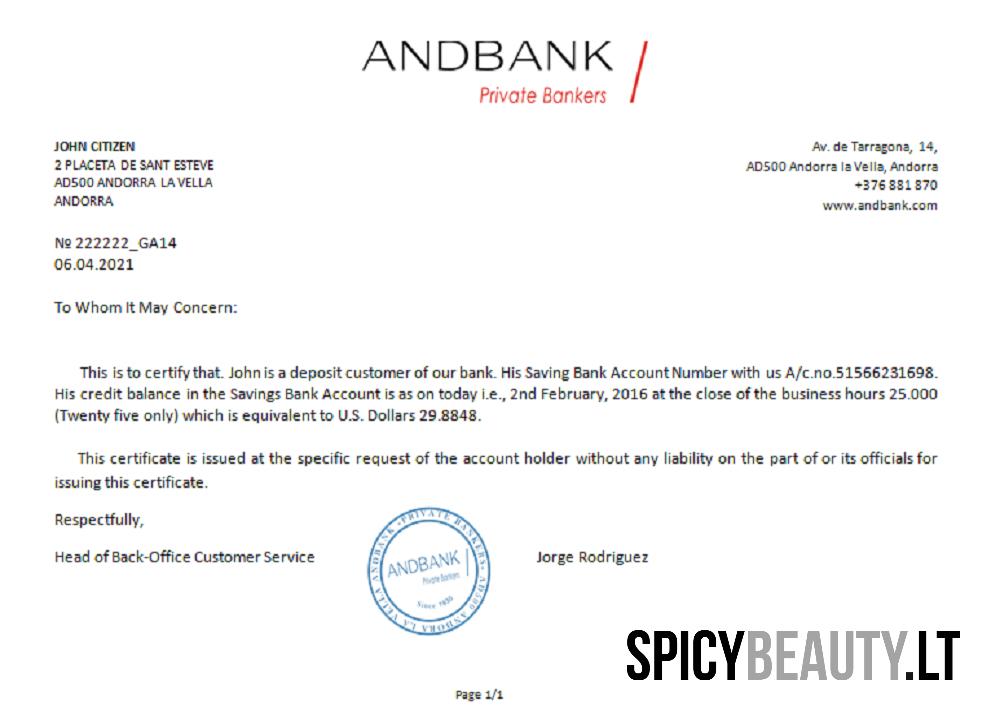 ANDBANK
Private Bankers
JOHN CITIZEN
2 PLACETA DE SANT ESTEVE
AD500 ANDORRA LA VELLA
ANDORRA
Av. de Tarragona, 14,
AD500 Andorra la Vella, Andorra
+376 881 870
www.andbank.com
№ 222222_GA14
06.04.2021
To Whom It May Concern:
This is to certify that. John is a deposit customer of our bank. His Saving Bank Account Number with us A/c.no.51566231698.
His credit balance in the Savings Bank Account is as on today i.e., 2nd February, 2016 at the close of the business hours 25.000
(Twenty five only) which is equivalent to U.S. Dollars 29.8848.
This certificate is issued at the specific request of the account holder without any liability on the part of or its officials for
issuing this certificate.
Respectfully,
Head of Back-Office Customer Service
ANDBANK • PRIVATE BANKERS • AD500 ANDORA LA VELLA
ANDBANK
Private Bankers
Since 1930
Jorge Rodriguez
SPICYBEAUTY.LT
Page 1/1